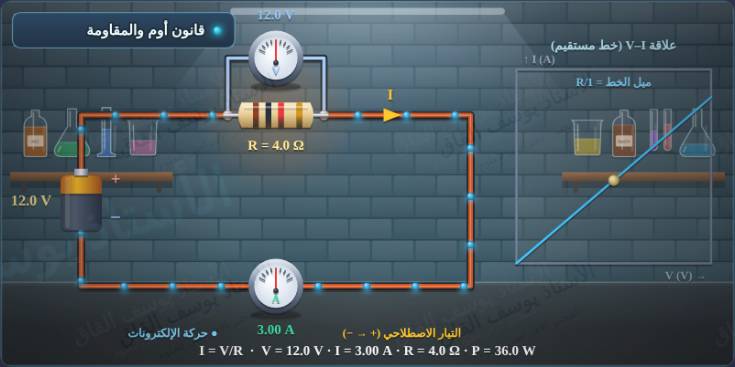 قانون أوم والمقاومة
12.0 V
V
علاقة V–I (خط مستقيم)
↑ I (A)
ميل الخط = 1/R
I
R = 4.0 Ω
12.0 V
+
−
A
V (V) →
3.00 A
التيار الاصطلاحي (+ → −)
● حركة الإلكترونات
I = V/R · V = 12.0 V · I = 3.00 A · R = 4.0 Ω · P = 36.0 W